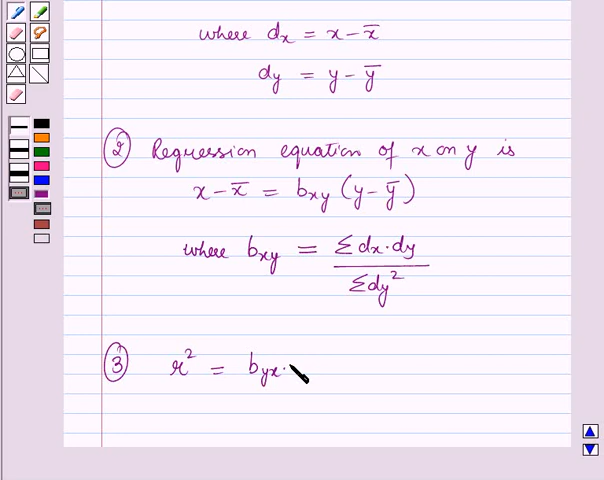 where dx = x - x̄
dy = y - ȳ
② Regression equation of x on y is
x - x̄ = bxy (y - ȳ)
where bxy = Σdx·dy / Σdy²
③ r² = byx·